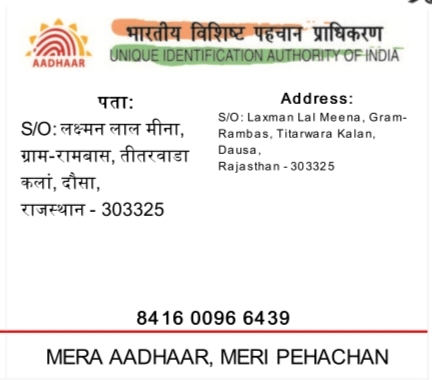 भारतीय विशिष्ट पहचान प्राधिकरण
UNIQUE IDENTIFICATION AUTHORITY OF INDIA
AADHAAR
पता:
S/O: लक्ष्मन लाल मीना,
ग्राम-रामबास, तीतरवाडा
कलां, दौसा,
राजस्थान - 303325
Address:
S/O: Laxman Lal Meena, Gram-
Rambas, Titarwara Kalan,
Dausa,
Rajasthan - 303325
8416 0096 6439
MERA AADHAAR, MERI PEHACHAN